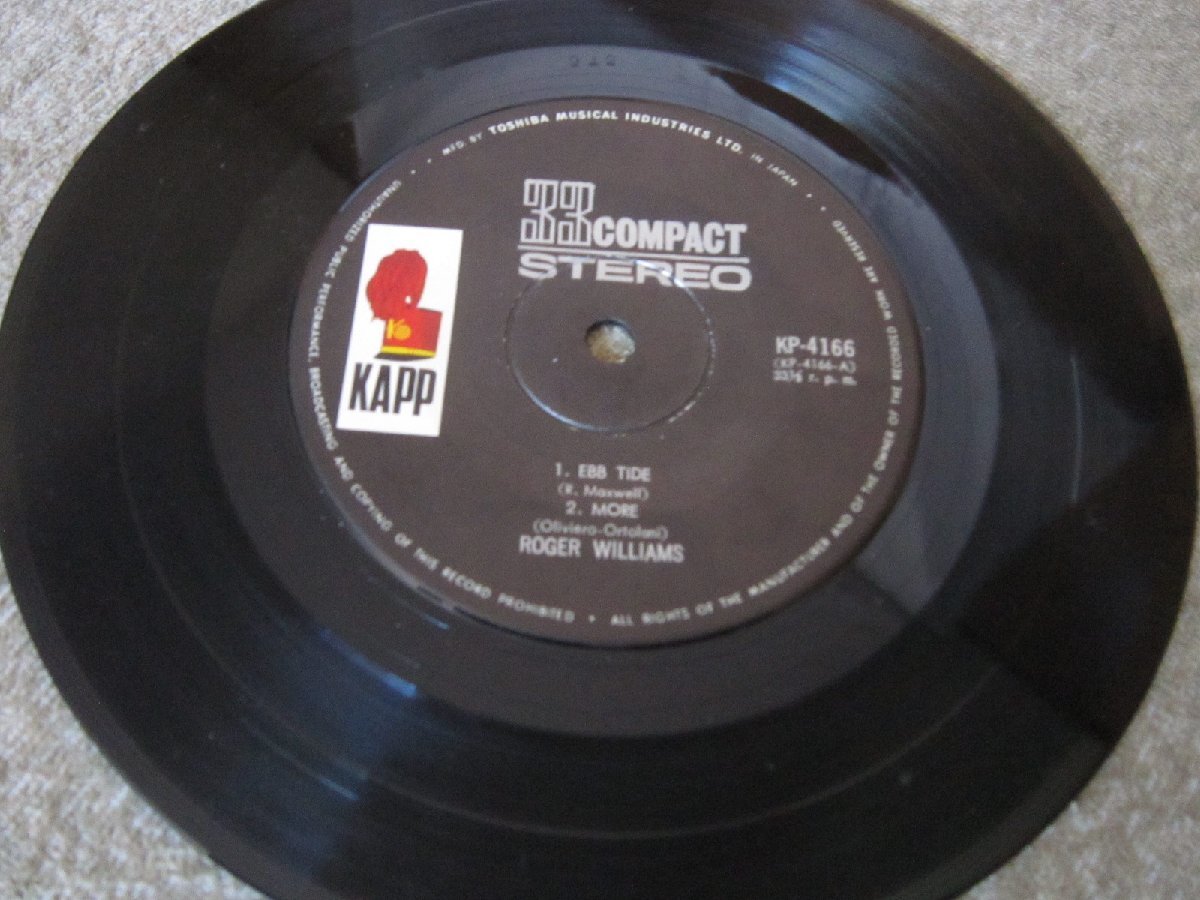 • MFG BY TOSHIBA MUSICAL INDUSTRIES LTD. IN JAPAN •
33 COMPACT
STEREO
KAPP
KP-4166
(KP-4166-A)
33⅓ r. p. m.
1. EBB TIDE
(R. Maxwell)
2. MORE
(Oliviero-Ortolani)
ROGER WILLIAMS
UNAUTHORIZED PUBLIC PERFORMANCE, BROADCASTING AND COPYING OF THIS RECORD PROHIBITED • ALL RIGHTS OF THE MANUFACTURER AND OF THE OWNER OF THE RECORDED WORK ARE RESERVED •